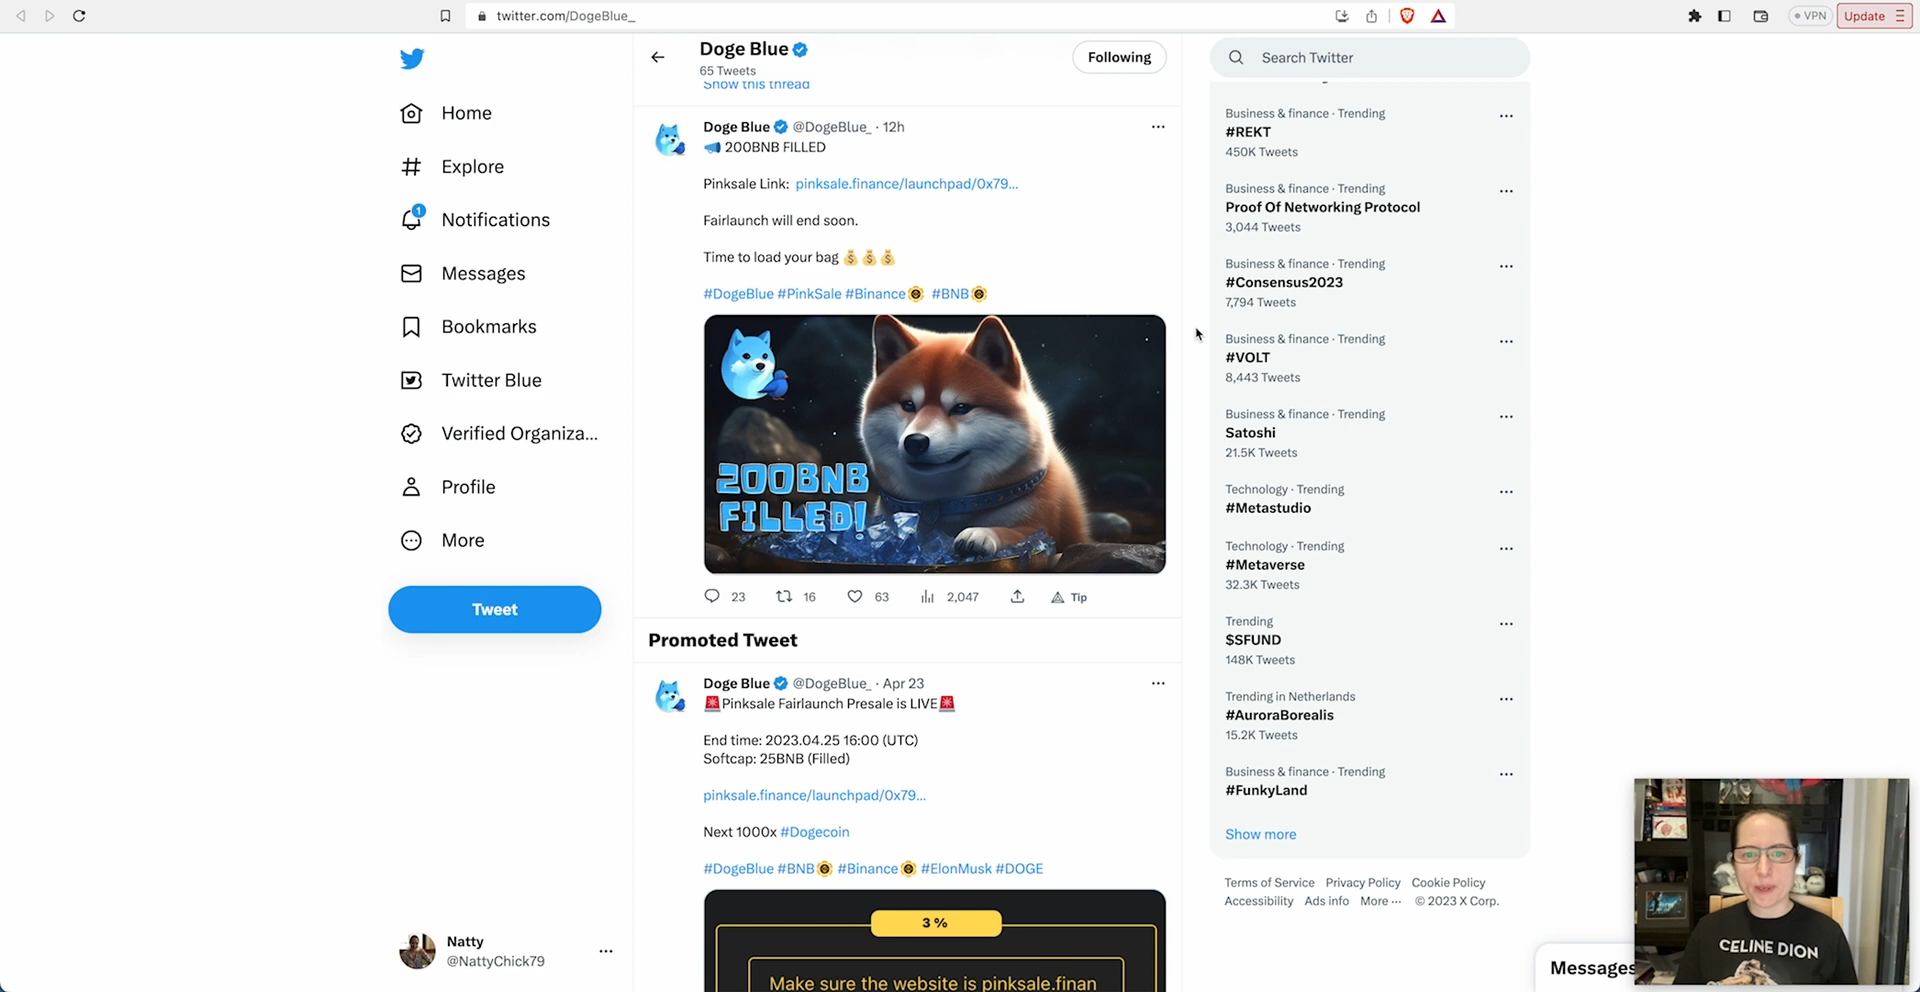 twitter.com/DogeBlue_
VPN
Update
Home
Explore
1
Notifications
Messages
Bookmarks
Twitter Blue
Verified Organiza...
Profile
More
Tweet
Natty
@NattyChick79
Doge Blue
65 Tweets
Following
Show this thread
Doge Blue @DogeBlue_ · 12h
200BNB FILLED
Pinksale Link: pinksale.finance/launchpad/0x79...
Fairlaunch will end soon.
Time to load your bag 💰💰💰
#DogeBlue #PinkSale #Binance #BNB
200BNB
FILLED!
23 16 63 2,047 Tip
Promoted Tweet
Doge Blue @DogeBlue_ · Apr 23
🚨Pinksale Fairlaunch Presale is LIVE🚨
End time: 2023.04.25 16:00 (UTC)
Softcap: 25BNB (Filled)
pinksale.finance/launchpad/0x79...
Next 1000x #Dogecoin
#DogeBlue #BNB #Binance #ElonMusk #DOGE
3 %
Make sure the website is pinksale.finan
Search Twitter
Business & finance · Trending
#REKT
450K Tweets
Business & finance · Trending
Proof Of Networking Protocol
3,044 Tweets
Business & finance · Trending
#Consensus2023
7,794 Tweets
Business & finance · Trending
#VOLT
8,443 Tweets
Business & finance · Trending
Satoshi
21.5K Tweets
Technology · Trending
#Metastudio
Technology · Trending
#Metaverse
32.3K Tweets
Trending
$SFUND
148K Tweets
Trending in Netherlands
#AuroraBorealis
15.2K Tweets
Business & finance · Trending
#FunkyLand
Show more
Terms of Service Privacy Policy Cookie Policy
Accessibility Ads info More ··· © 2023 X Corp.
Messages
CELINE DION